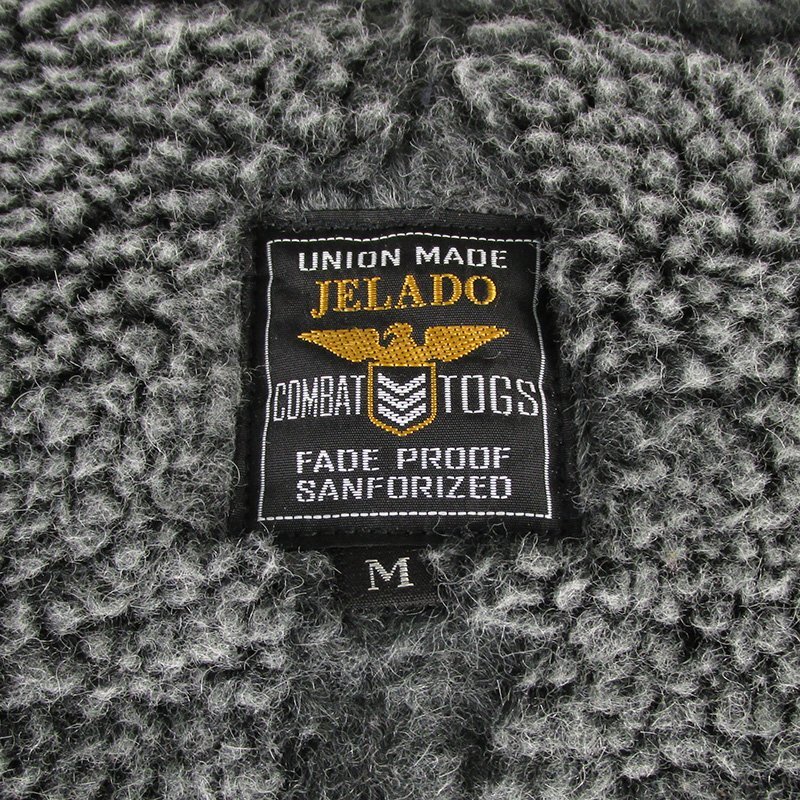 UNION MADE
JELADO
COMBAT TOGS
FADE PROOF
SANFORIZED
M